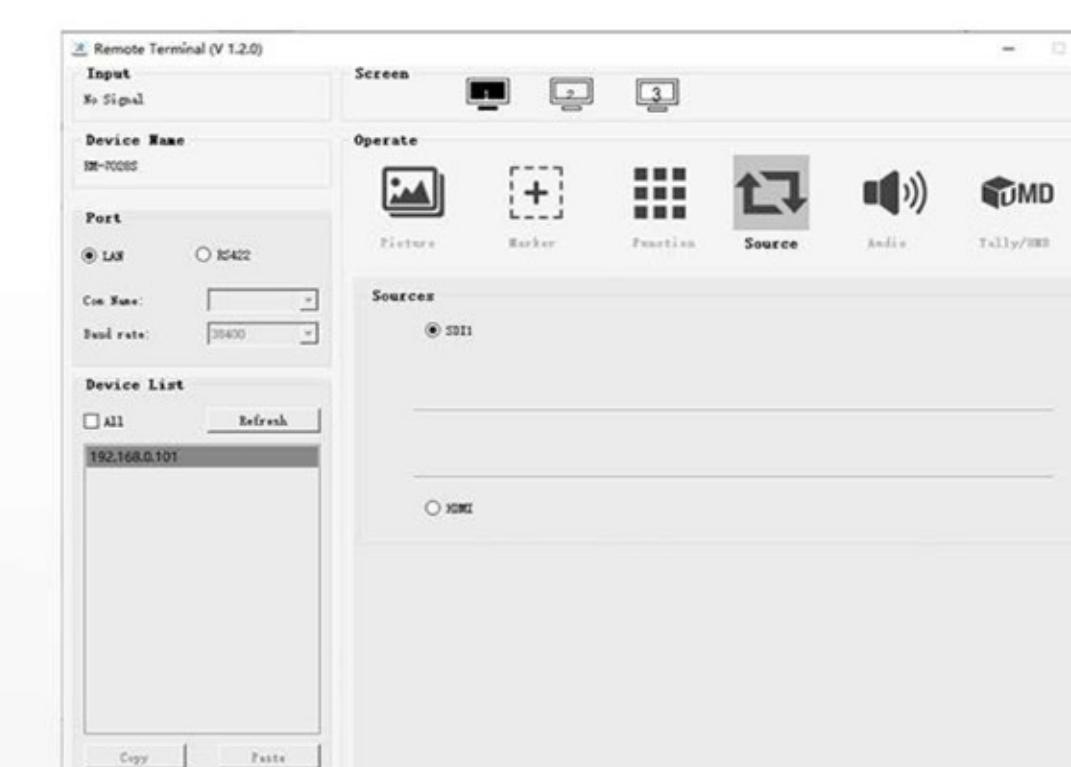 Remote Terminal (V 1.2.0)
Input
No Signal
Screen
1
2
3
Device Name
RM-7028S
Operate
Picture
Marker
Function
Source
Audio
UMD
Tally/UMD
Port
LAN
RS422
Com Name:
Baud rate:
38400
Sources
SDI1
HDMI
Device List
All
Refresh
192.168.0.101
Copy
Paste